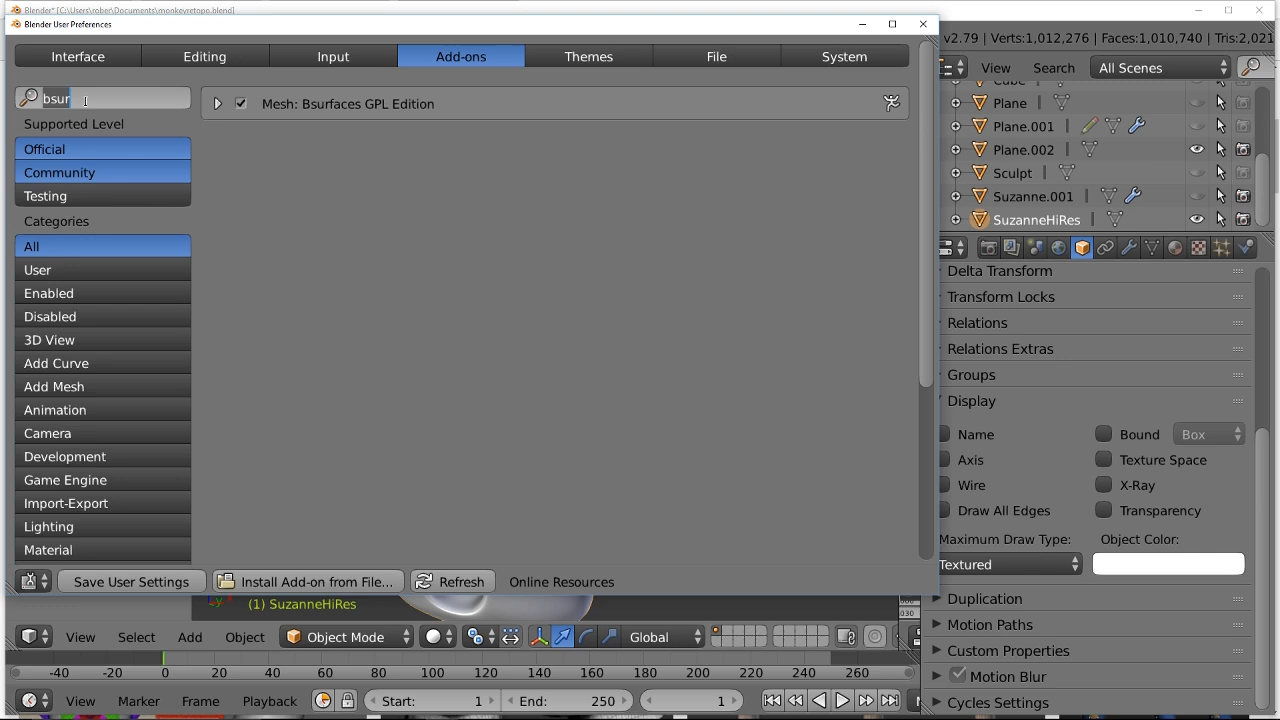 Blender* [C:\Users\rober\Documents\monkeyretopo.blend]
Blender User Preferences
Interface
Editing
Input
Add-ons
Themes
File
System
bsur
Mesh: Bsurfaces GPL Edition
Supported Level
Official
Community
Testing
Categories
All
User
Enabled
Disabled
3D View
Add Curve
Add Mesh
Animation
Camera
Development
Game Engine
Import-Export
Lighting
Material
Save User Settings
Install Add-on from File...
Refresh
Online Resources
v2.79 | Verts:1,012,276 | Faces:1,010,740 | Tris:2,021
View
Search
All Scenes
Cube
Plane
Plane.001
Plane.002
Sculpt
Suzanne.001
SuzanneHiRes
Delta Transform
Transform Locks
Relations
Relations Extras
Groups
Display
Name
Bound
Box
Axis
Texture Space
Wire
X-Ray
Draw All Edges
Transparency
Maximum Draw Type:
Object Color:
Textured
Duplication
Motion Paths
Custom Properties
Motion Blur
Cycles Settings
(1) SuzanneHiRes
030
View
Select
Add
Object
Object Mode
Global
-40 -20 0 20 40 60 80 100 120 140 160 180 200 220 240 260
View
Marker
Frame
Playback
Start: 1
End: 250
1